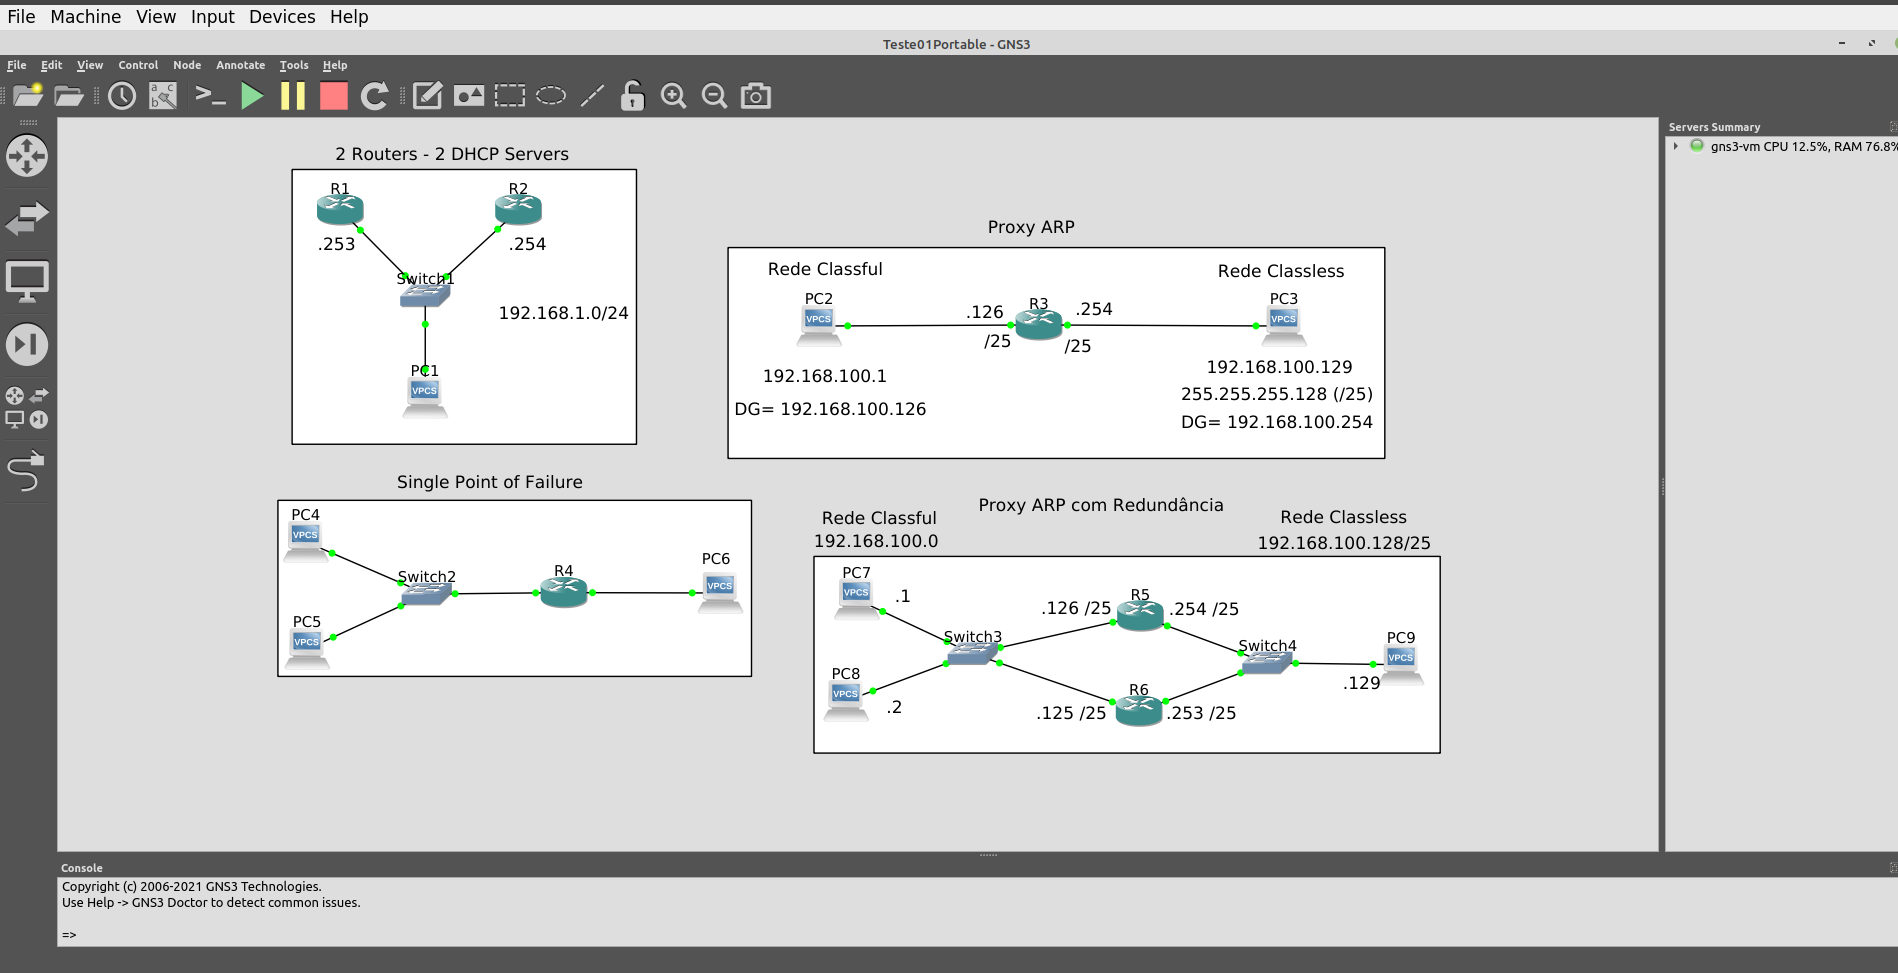 File Machine View Input Devices Help
Teste01Portable - GNS3
File Edit View Control Node Annotate Tools Help
a c
b
2 Routers - 2 DHCP Servers
R1
R2
.253
.254
Switch1
192.168.1.0/24
PC1
VPCS
Proxy ARP
Rede Classful
Rede Classless
PC2
VPCS
.126
R3
.254
PC3
VPCS
/25
/25
192.168.100.1
DG= 192.168.100.126
192.168.100.129
255.255.255.128 (/25)
DG= 192.168.100.254
Single Point of Failure
PC4
VPCS
Switch2
R4
PC6
VPCS
PC5
VPCS
Proxy ARP com Redundância
Rede Classful
192.168.100.0
Rede Classless
192.168.100.128/25
PC7
VPCS
.1
.126 /25
R5
.254 /25
Switch3
Switch4
PC9
VPCS
.129
PC8
VPCS
.2
.125 /25
R6
.253 /25
Servers Summary
gns3-vm CPU 12.5%, RAM 76.8%
Console
Copyright (c) 2006-2021 GNS3 Technologies.
Use Help -> GNS3 Doctor to detect common issues.
=>